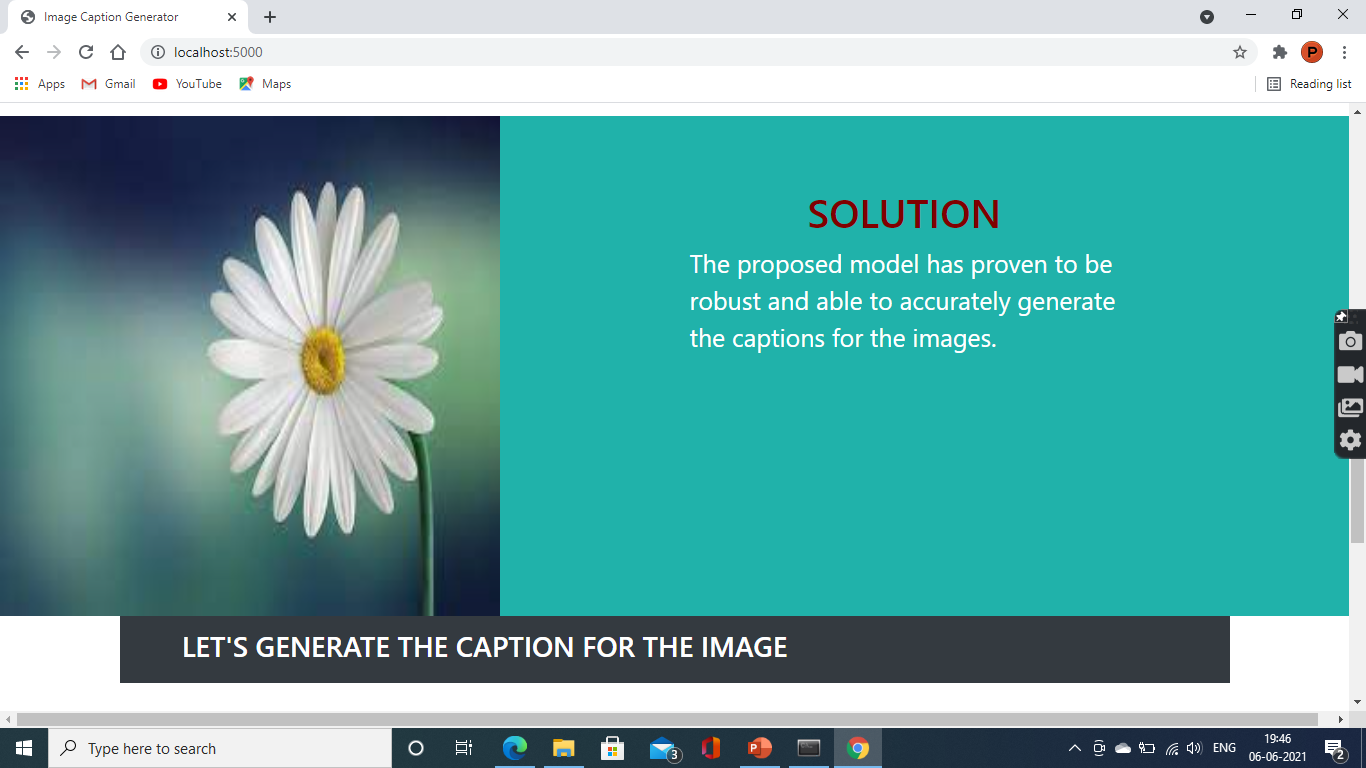 Image Caption Generator
localhost:5000
P
Apps Gmail YouTube Maps Reading list
SOLUTION
The proposed model has proven to be
robust and able to accurately generate
the captions for the images.
LET'S GENERATE THE CAPTION FOR THE IMAGE
Type here to search
3
P
ENG
19:46
06-06-2021
2